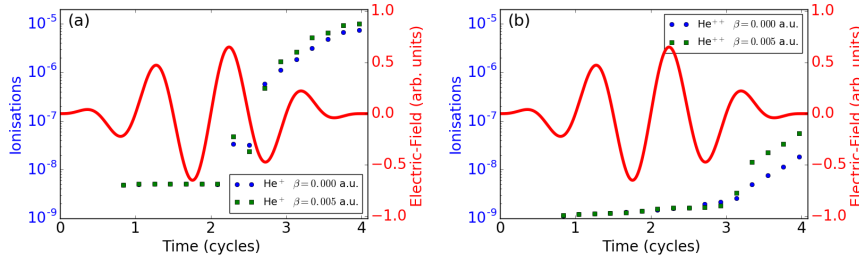 (a)
10⁻⁵
10⁻⁶
10⁻⁷
10⁻⁸
10⁻⁹
Ionisations
0 1 2 3 4
Time (cycles)
1.0
0.5
0.0
−0.5
−1.0
Electric-Field (arb. units)
He⁺ β=0.000 a.u.
He⁺ β=0.005 a.u.
(b)
10⁻⁵
10⁻⁶
10⁻⁷
10⁻⁸
10⁻⁹
Ionisations
0 1 2 3 4
Time (cycles)
1.0
0.5
0.0
−0.5
−1.0
Electric-Field (arb. units)
He⁺⁺ β=0.000 a.u.
He⁺⁺ β=0.005 a.u.